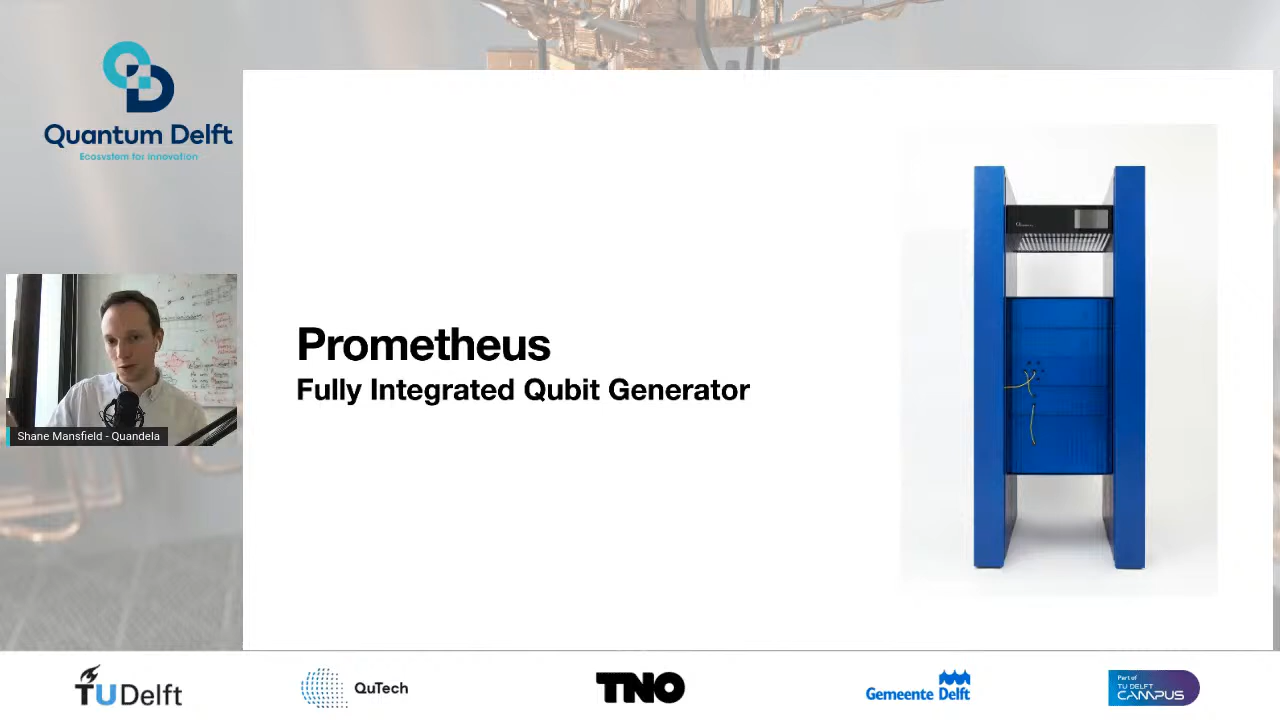 Quantum Delft
Ecosystem for innovation
Prometheus
Fully Integrated Qubit Generator
Shane Mansfield - Quandela
TU Delft
QuTech
TNO
Gemeente Delft
Part of
TU DELFT
CAMPUS